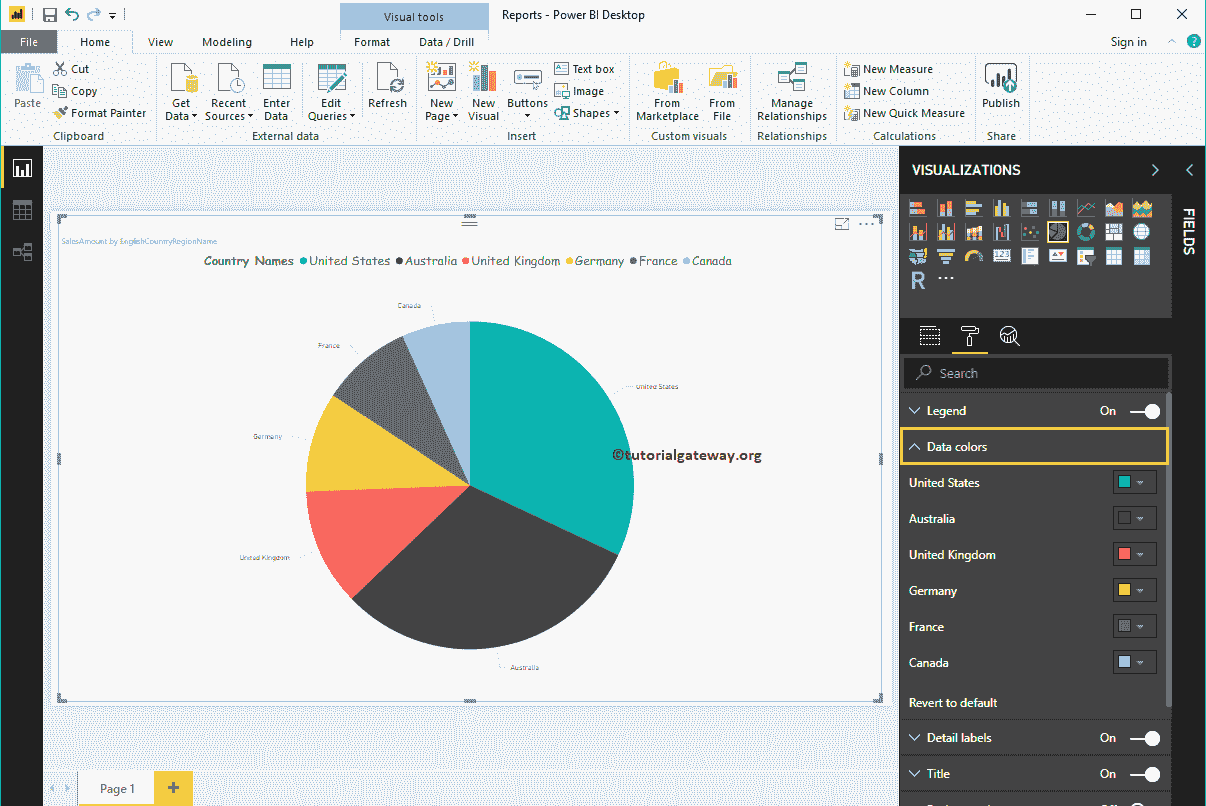 Visual tools
Reports - Power BI Desktop
File Home View Modeling Help Format Data / Drill Sign in ?
Paste
Cut
Copy
Format Painter
Clipboard
Get Data
Recent Sources
Enter Data
Edit Queries
External data
Refresh
New Page
New Visual
Buttons
Text box
Image
Shapes
Insert
From Marketplace
From File
Custom visuals
Manage Relationships
Relationships
New Measure
New Column
New Quick Measure
Calculations
Publish
Share
SalesAmount by EnglishCountryRegionName
Country Names United States Australia United Kingdom Germany France Canada
Canada
France
United States
Germany
©tutorialgateway.org
United Kingdom
Australia
Page 1 +
VISUALIZATIONS
FIELDS
123
R ...
Search
Legend On
Data colors
United States
Australia
United Kingdom
Germany
France
Canada
Revert to default
Detail labels On
Title On